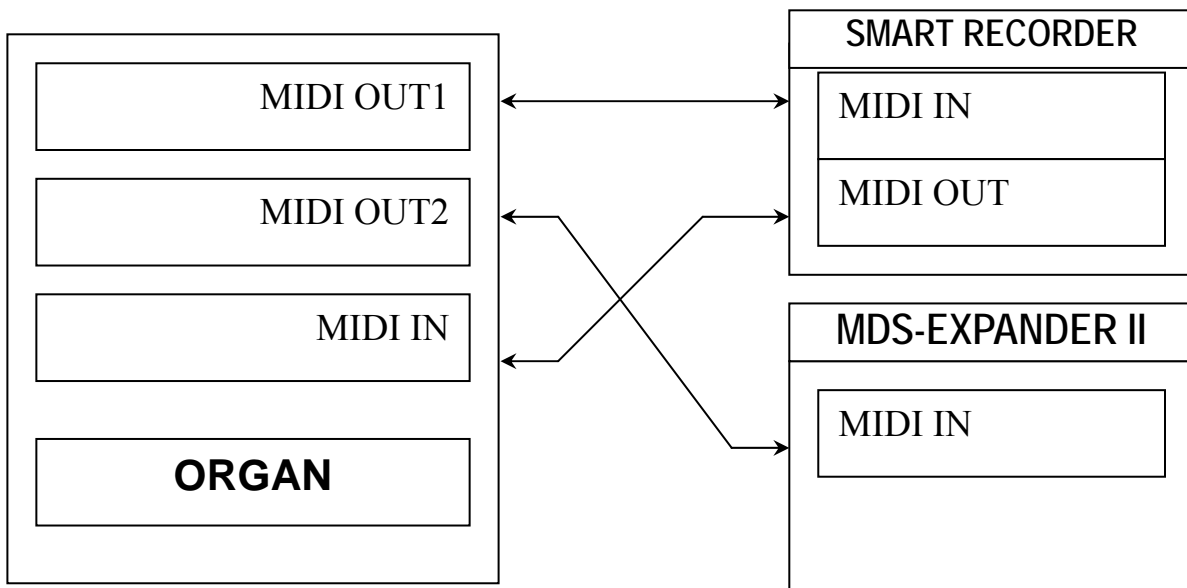 MIDI OUT1
MIDI OUT2
MIDI IN
ORGAN
SMART RECORDER
MIDI IN
MIDI OUT
MDS-EXPANDER II
MIDI IN